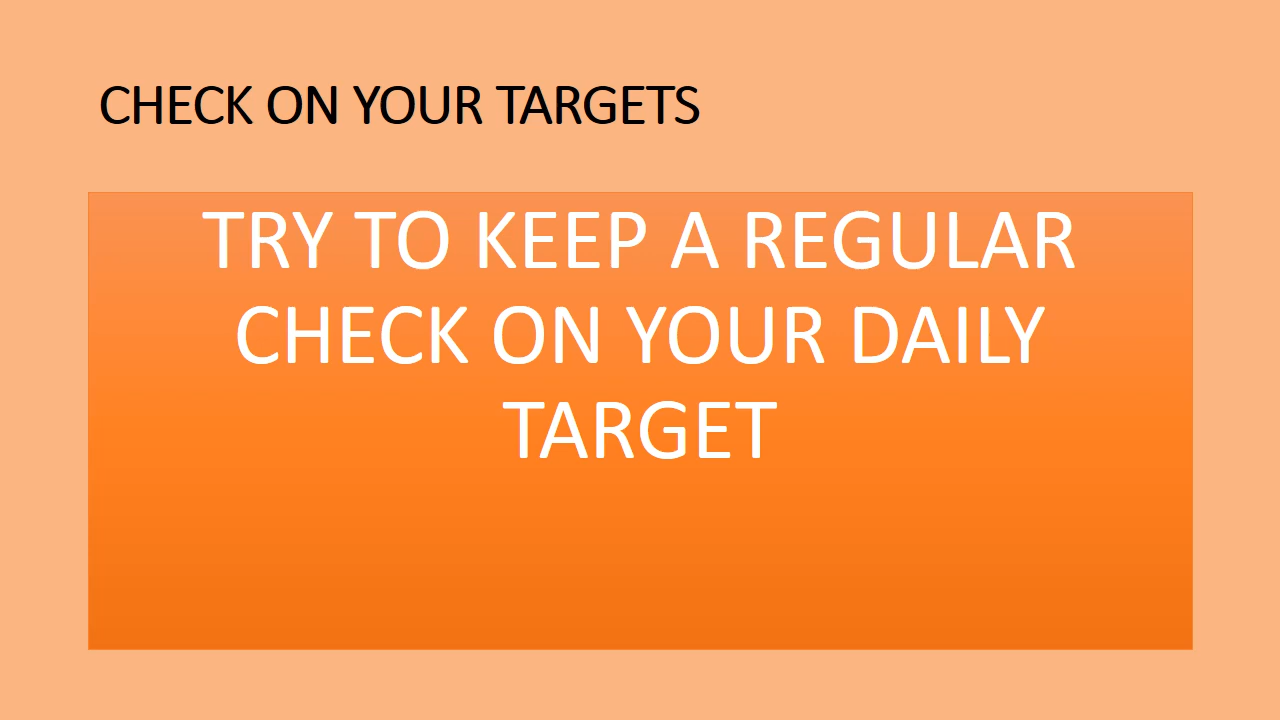 CHECK ON YOUR TARGETS
TRY TO KEEP A REGULAR
CHECK ON YOUR DAILY
TARGET